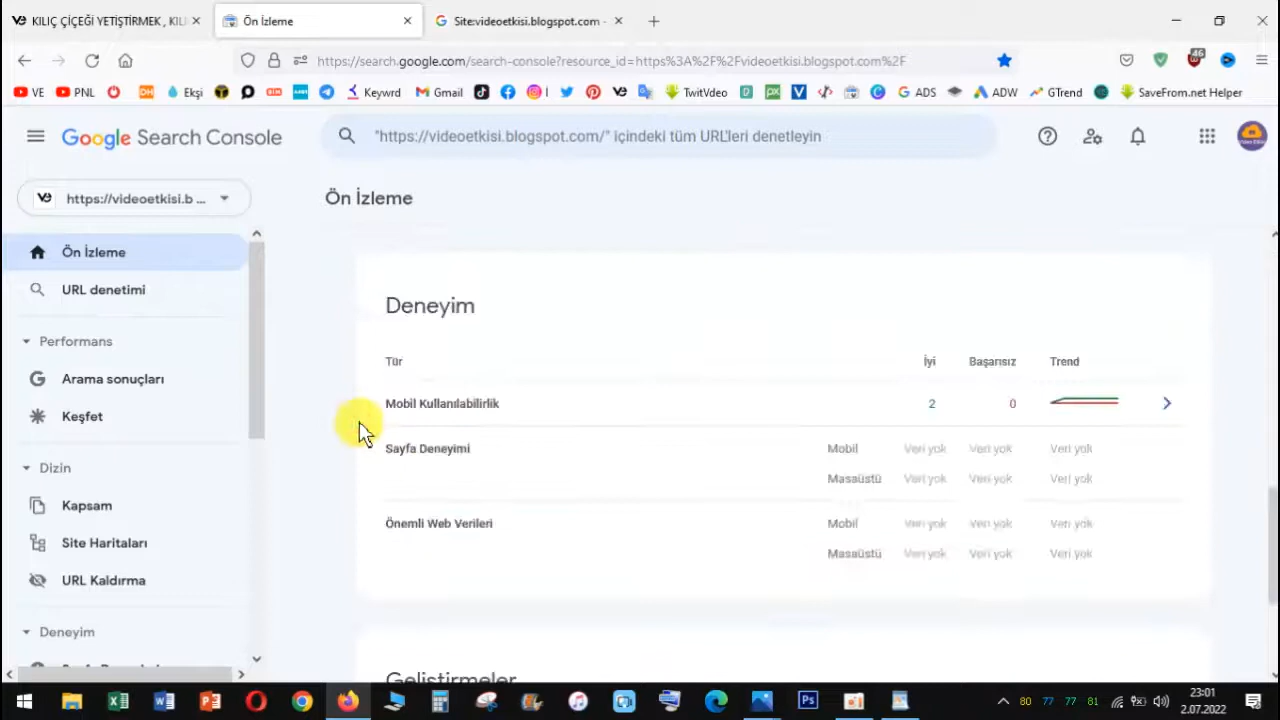 KILIÇ ÇİÇEĞİ YETİŞTİRMEK , KILI
Ön İzleme
Site:videoetkisi.blogspot.com -
https://search.google.com/search-console?resource_id=https%3A%2F%2Fvideoetkisi.blogspot.com%2F
46
VE
PNL
Ekşi
Keywrd
Gmail
TwitVdeo
ADS
ADW
GTrend
SaveFrom.net Helper
Google Search Console
"https://videoetkisi.blogspot.com/" içindeki tüm URL'leri denetleyin
https://videoetkisi.b ...
Ön İzleme
Ön İzleme
URL denetimi
Performans
Arama sonuçları
Keşfet
Dizin
Kapsam
Site Haritaları
URL Kaldırma
Deneyim
Deneyim
Tür İyi Başarısız Trend
Mobil Kullanılabilirlik 2 0
Sayfa Deneyimi Mobil Veri yok Veri yok Veri yok
Masaüstü Veri yok Veri yok Veri yok
Önemli Web Verileri Mobil Veri yok Veri yok Veri yok
Masaüstü Veri yok Veri yok Veri yok
Geliştirmeler
80 77 77 81
23:01
2.07.2022